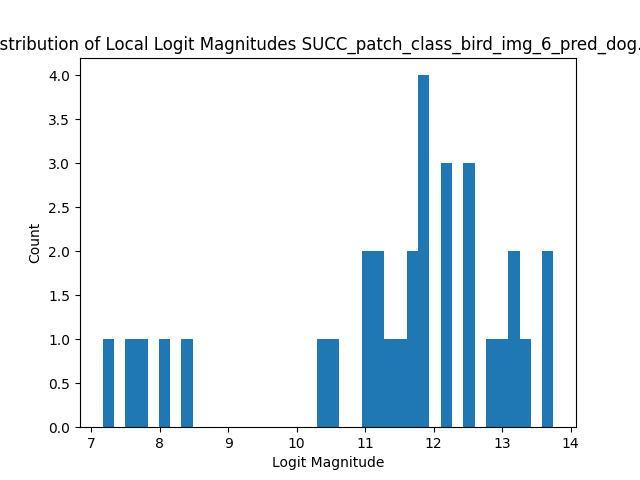 stribution of Local Logit Magnitudes SUCC_patch_class_bird_img_6_pred_dog.
4.0
3.5
3.0
2.5
2.0
1.5
1.0
0.5
0.0
Count
7 8 9 10 11 12 13 14
Logit Magnitude